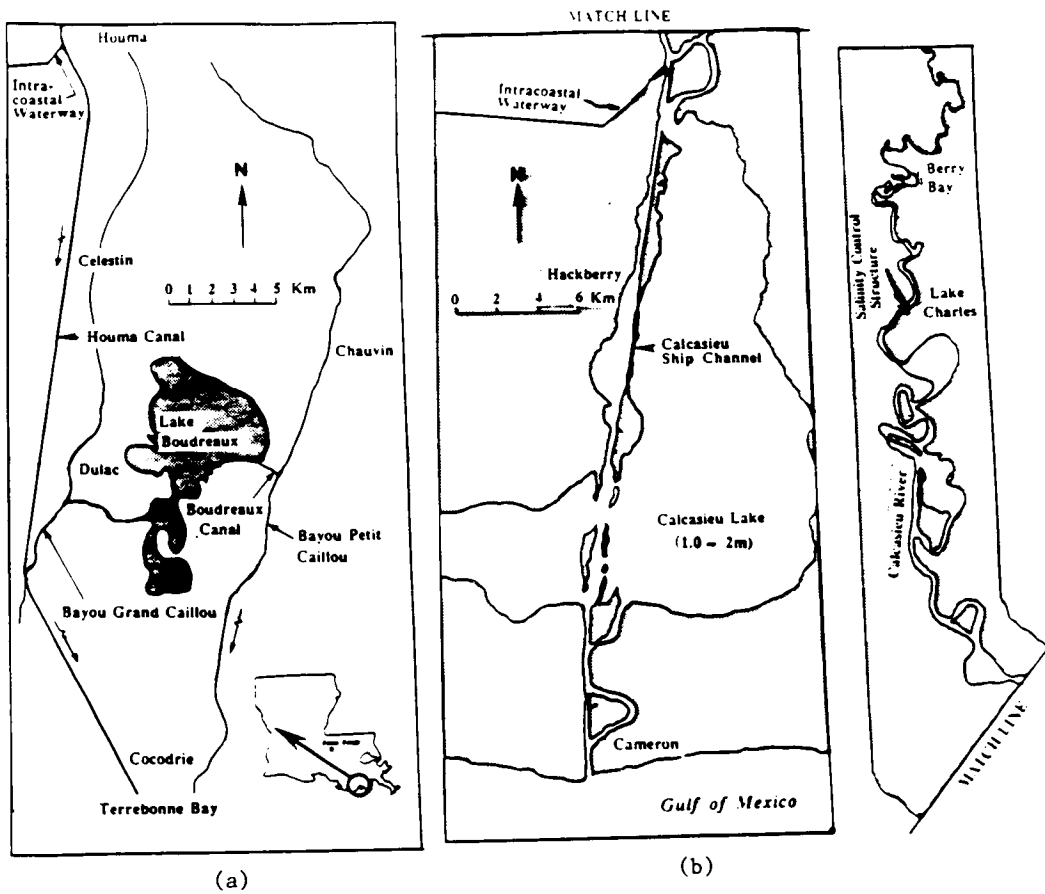 Houma
Intra-
coastal
Waterway
N
Celestin
0 1 2 3 4 5 Km
Houma Canal
Chauvin
Lake
Boudreaux
Dulac
Boudreaux
Canal
Bayou Petit
Caillou
Bayou Grand Caillou
Cocodrie
Terrebonne Bay
(a)
MATCH LINE
Intracoastal
Waterway
N
Hackberry
0 2 4 6 Km
Calcasieu
Ship Channel
Calcasieu Lake
(1.0 - 2m)
Cameron
Gulf of Mexico
(b)
Berry
Bay
Salinity Control
Structure
Lake
Charles
Calcasieu River
MATCH LINE